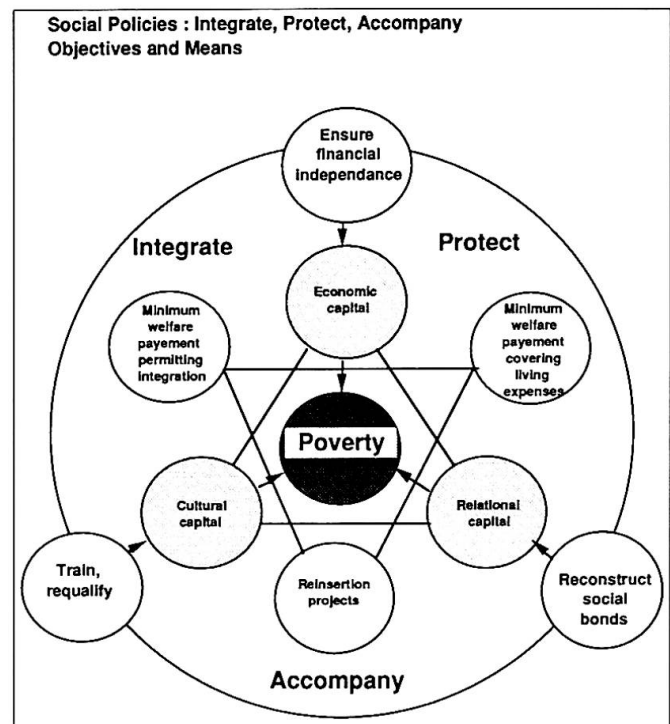 Social Policies : Integrate, Protect, Accompany
Objectives and Means
Ensure
financial
independance
Integrate
Protect
Economic
capital
Minimum
welfare
payement
permitting
integration
Minimum
welfare
payement
covering
living
expenses
Poverty
Cultural
capital
Relational
capital
Train,
requalify
Reinsertion
projects
Reconstruct
social
bonds
Accompany